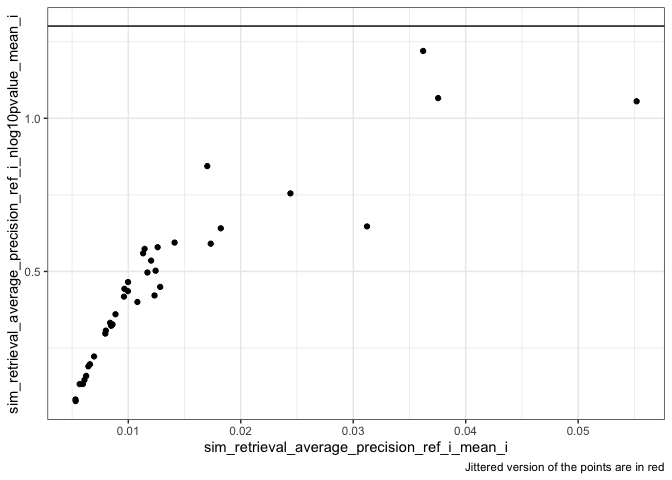 sim_retrieval_average_precision_ref_i_nlog10pvalue_mean_i
1.0
0.5
0.01 0.02 0.03 0.04 0.05
sim_retrieval_average_precision_ref_i_mean_i
Jittered version of the points are in red